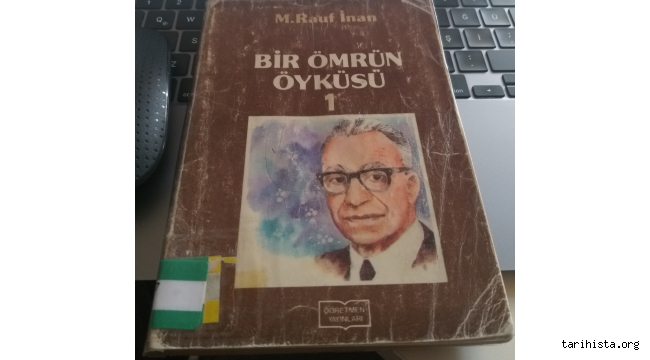 M.Rauf İnan
BİR ÖMRÜN
ÖYKÜSÜ
1
ÖĞRETMEN
YAYINLARI
tarihista.org